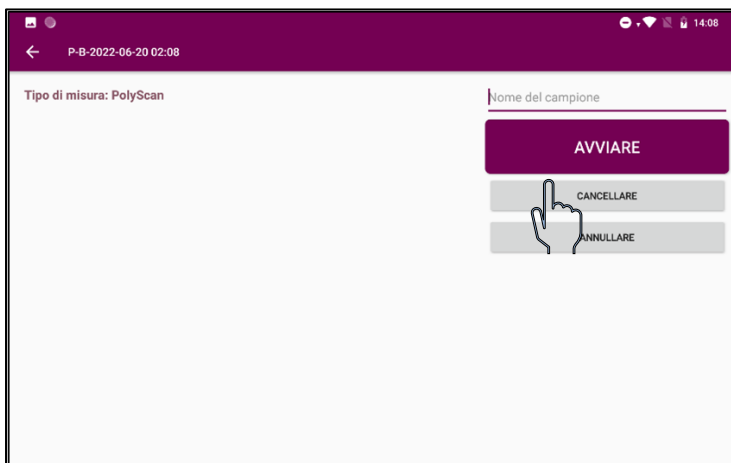 14:08
P-B-2022-06-20 02:08
Tipo di misura: PolyScan
Nome del campione
AVVIARE
CANCELLARE
ANNULLARE